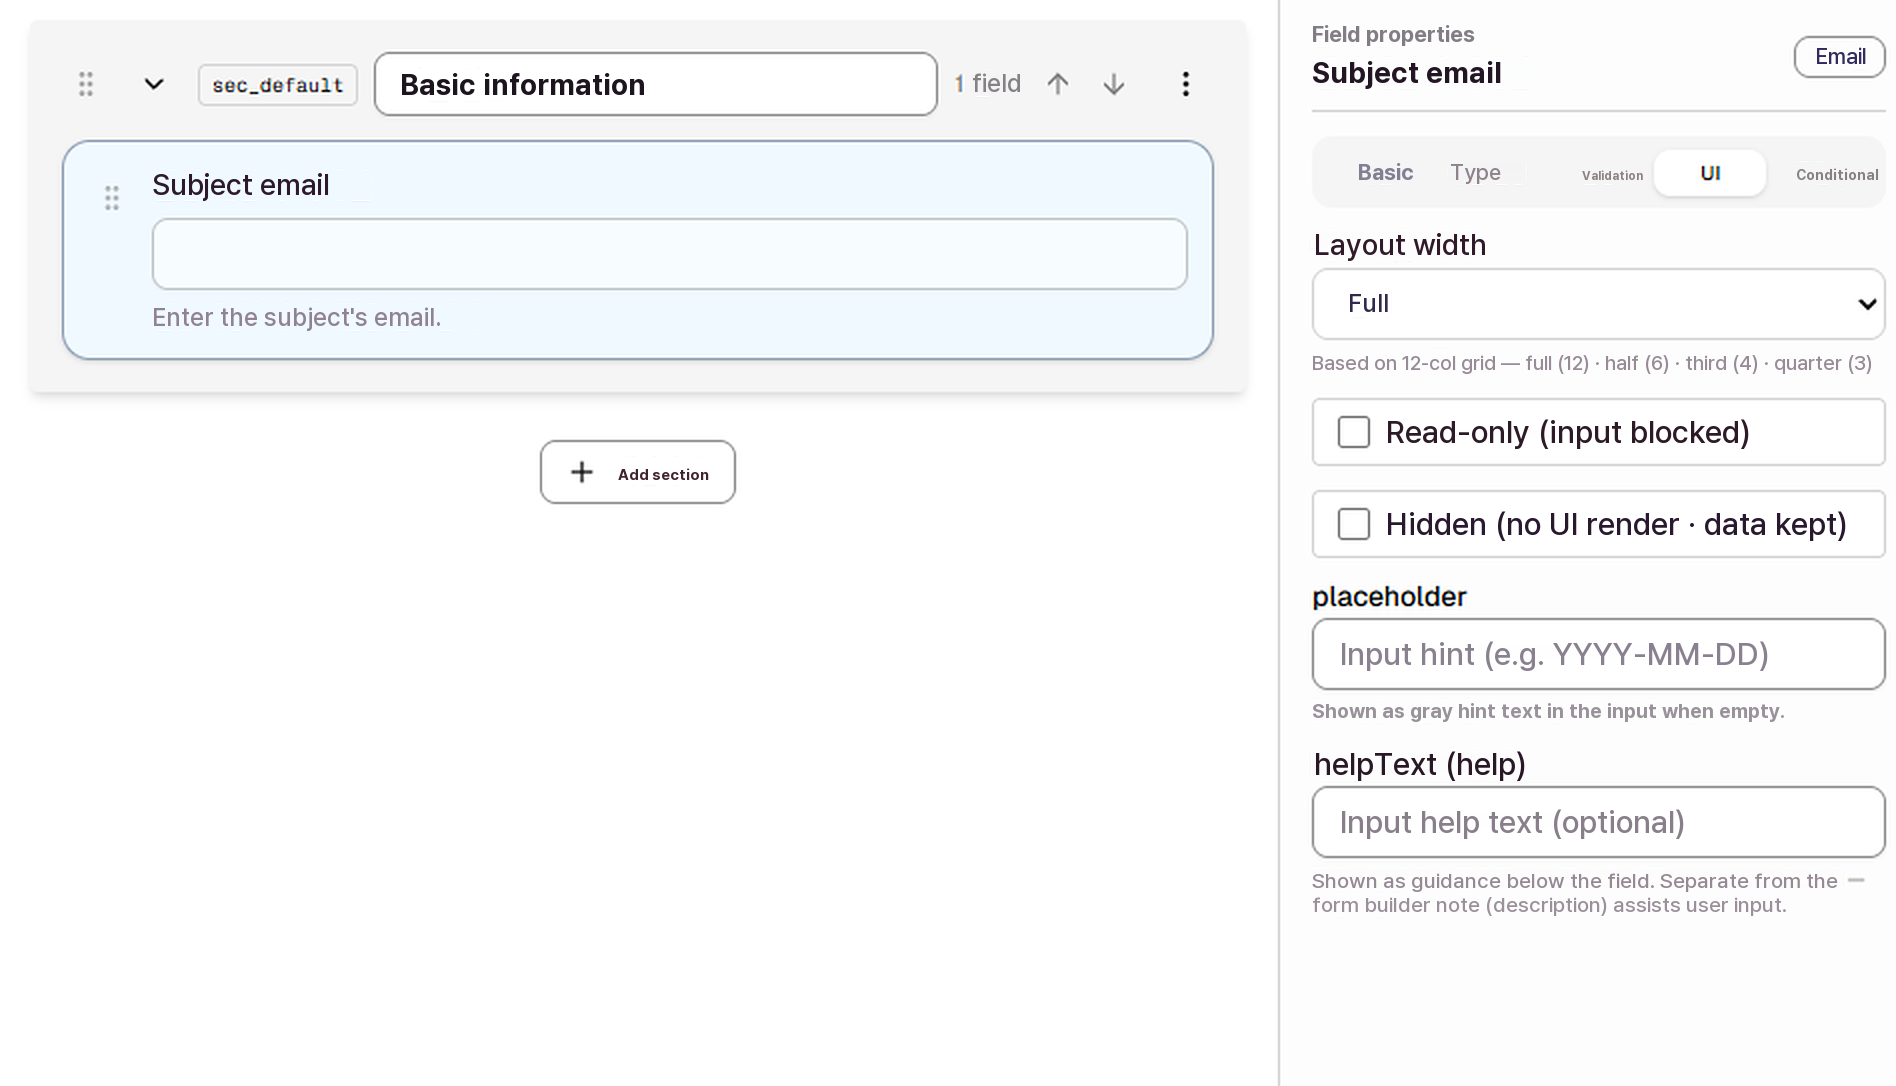 sec_default
Basic information
1 field
Subject email
Enter the subject's email.
Add section
Field properties
Subject email
Email
Basic
Type
Validation
UI
Conditional
Layout width
Full
Based on 12-col grid — full (12) · half (6) · third (4) · quarter (3)
Read-only (input blocked)
Hidden (no UI render · data kept)
placeholder
Input hint (e.g. YYYY-MM-DD)
Shown as gray hint text in the input when empty.
helpText (help)
Input help text (optional)
Shown as guidance below the field. Separate from the —
form builder note (description) assists user input.